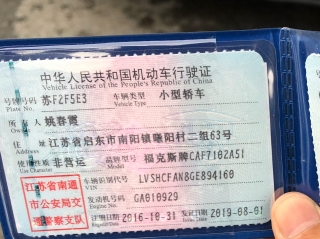 中华人民共和国机动车行驶证
Vehicle License of the People's Republic of China
号牌号码 苏F2F5E3 车辆类型 小型轿车
Plate No. Vehicle Type
所有人 姚春霞
Owner
住址 江苏省启东市南阳镇曙阳村二组63号
Address
使用性质 非营运 品牌型号 福克斯牌CAF7102A51
Use Character Model
江苏省南通市公安局交通警察支队
车辆识别代号 LVSHCFAN8GE894160
VIN
发动机号码 GA010929
Engine No.
注册日期 2016-10-31 发证日期 2019-08-01
Register Date Issue Date